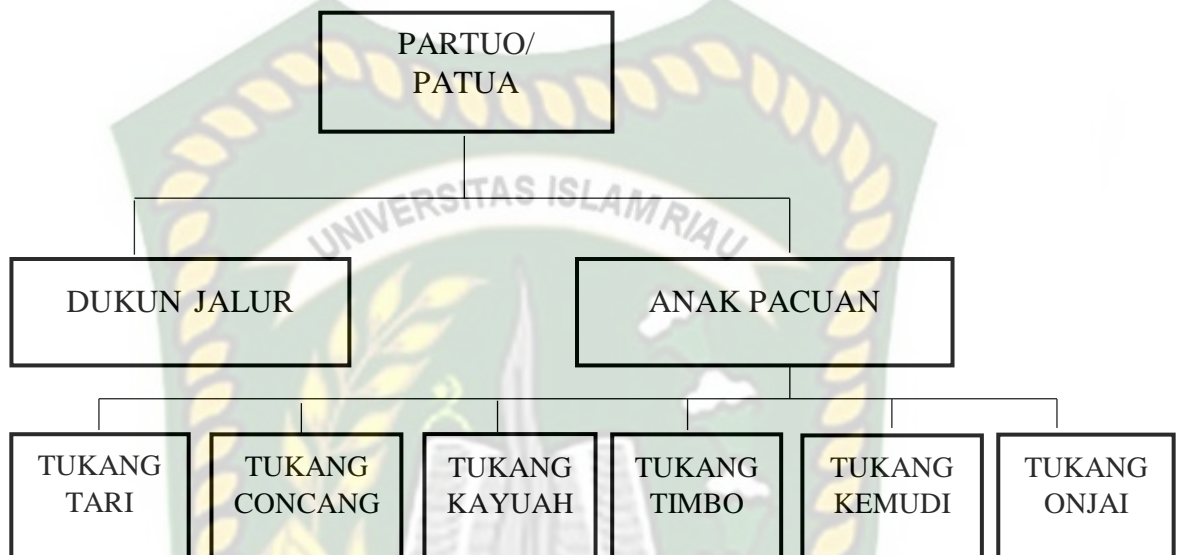 PARTUO/
PATUA
UNIVERSITAS ISLAM RIAU
DUKUN JALUR
ANAK PACUAN
TUKANG
TARI
TUKANG
CONCANG
TUKANG
KAYUAH
TUKANG
TIMBO
TUKANG
KEMUDI
TUKANG
ONJAI